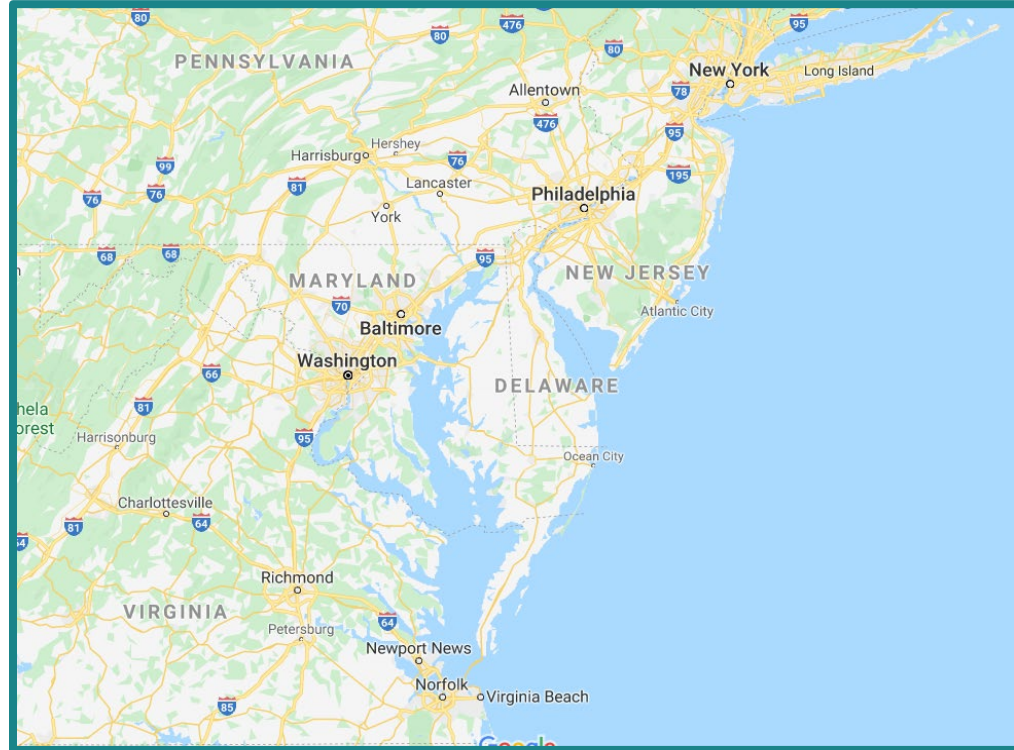 80
476
95
80
80
PENNSYLVANIA
New York
Long Island
Allentown
78
476
95
Hershey
Harrisburg
76
99
195
81
Lancaster
76
76
Philadelphia
York
68
68
95
NEW JERSEY
MARYLAND
70
Atlantic City
Baltimore
Washington
66
DELAWARE
81
hela
orest
Harrisonburg
95
Ocean City
Charlottesville
64
81
64
Richmond
VIRGINIA
64
Petersburg
Newport News
Norfolk
Virginia Beach
85
Google